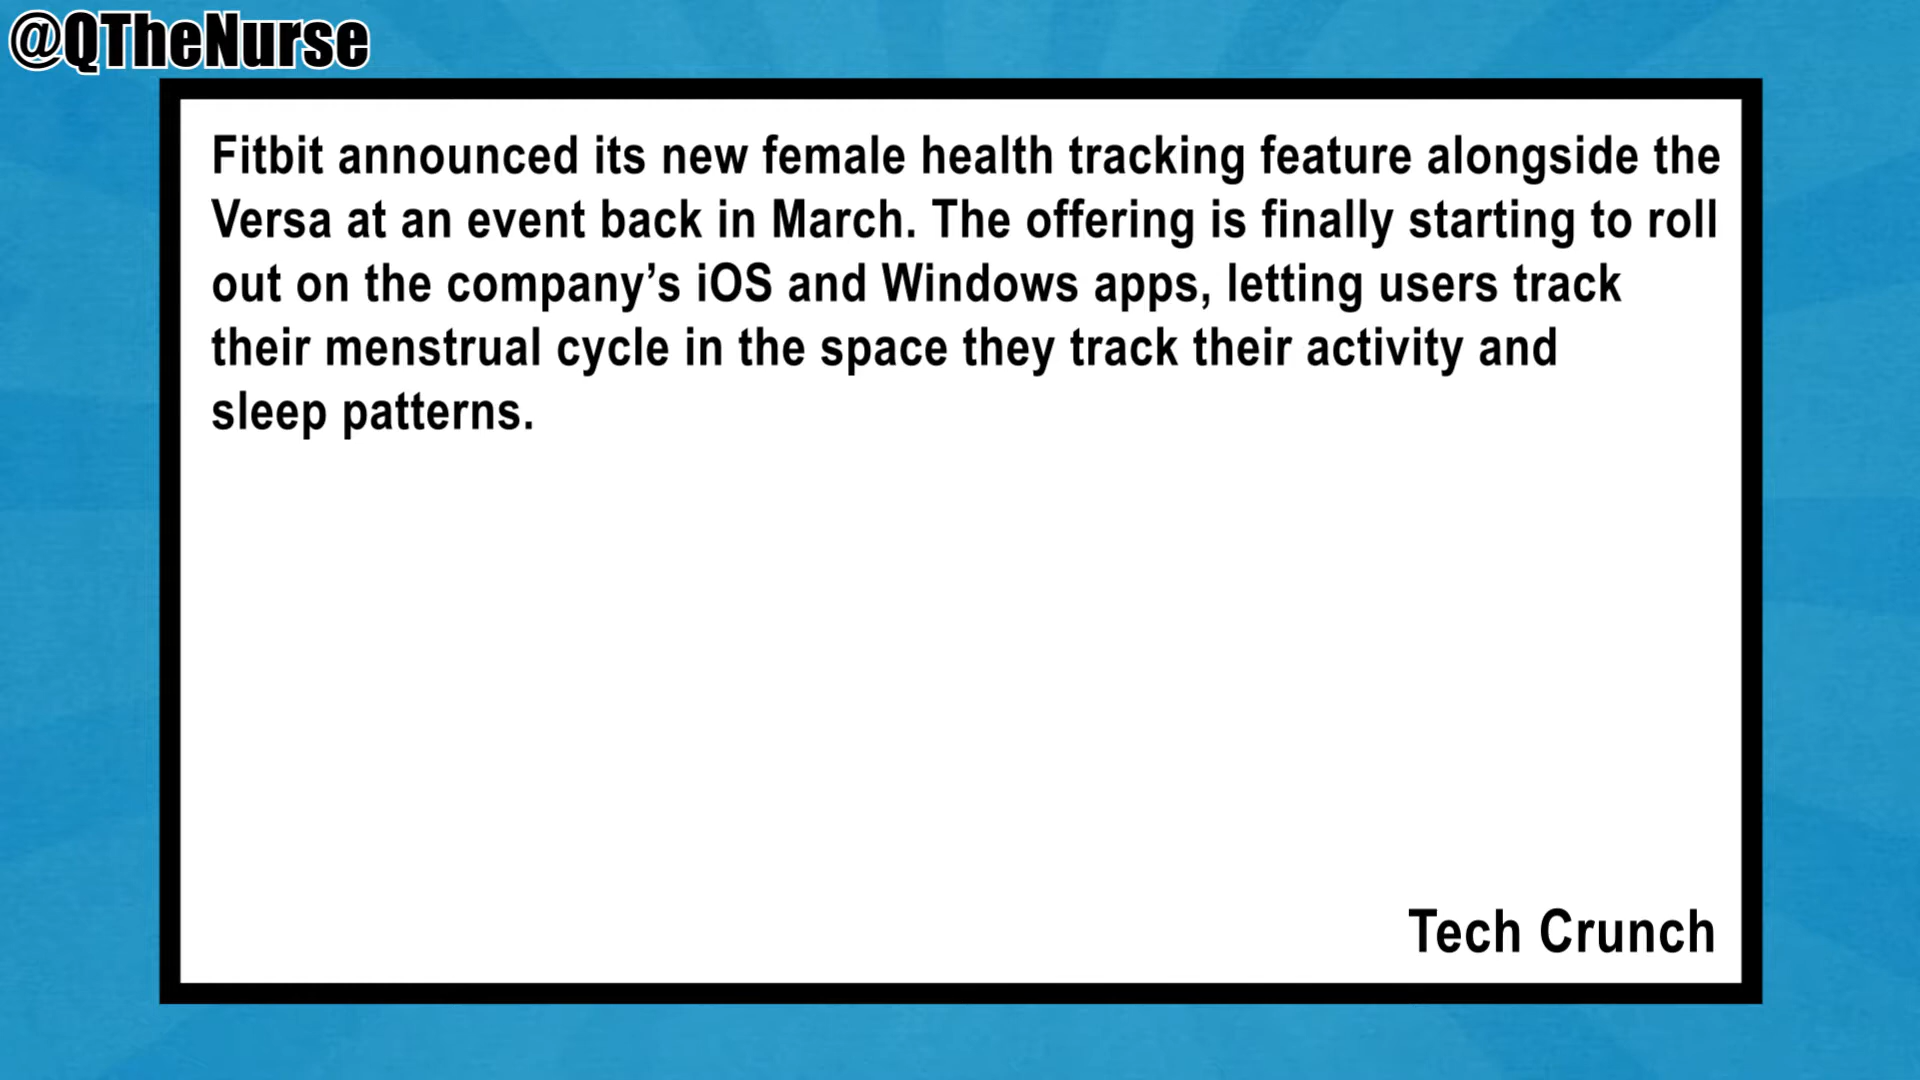 @QTheNurse
Fitbit announced its new female health tracking feature alongside the
Versa at an event back in March. The offering is finally starting to roll
out on the company’s iOS and Windows apps, letting users track
their menstrual cycle in the space they track their activity and
sleep patterns.
Tech Crunch